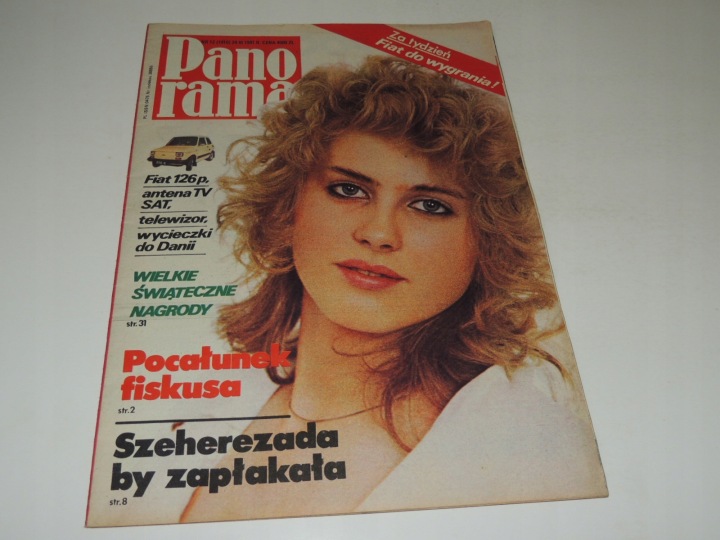 Za tydzień
Fiat do wygrania!
Pano
rama
Fiat 126p,
antena TV
SAT,
telewizor,
wycieczki
do Danii
WIELKIE
ŚWIĄTECZNE
NAGRODY
str. 31
Pocałunek
fiskusa
str. 2
Szeherezada
by zapłakała
str. 8